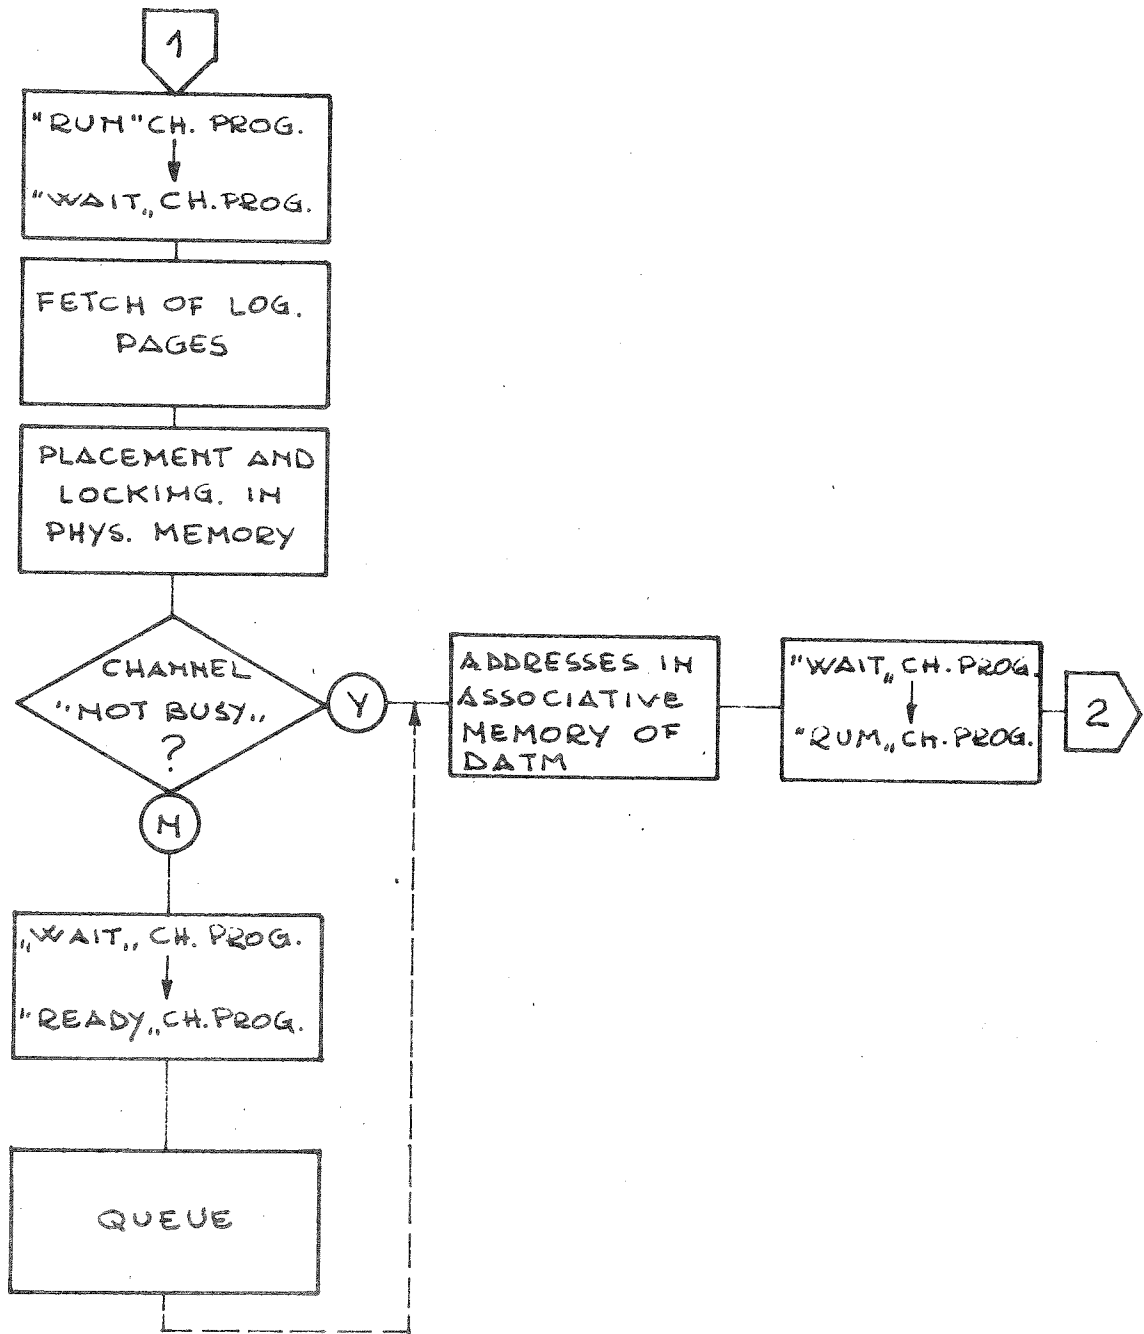 1
"RUN" CH. PROG.
"WAIT„ CH. PROG.
FETCH OF LOG.
PAGES
PLACEMENT AND
LOCKING. IN
PHYS. MEMORY
CHANNEL
"NOT BUSY„
?
Y
ADDRESSES IN
ASSOCIATIVE
MEMORY OF
DATM
"WAIT„ CH. PROG.
"RUN„ CH. PROG.
2
N
„WAIT„ CH. PROG.
"READY„ CH. PROG.
QUEUE